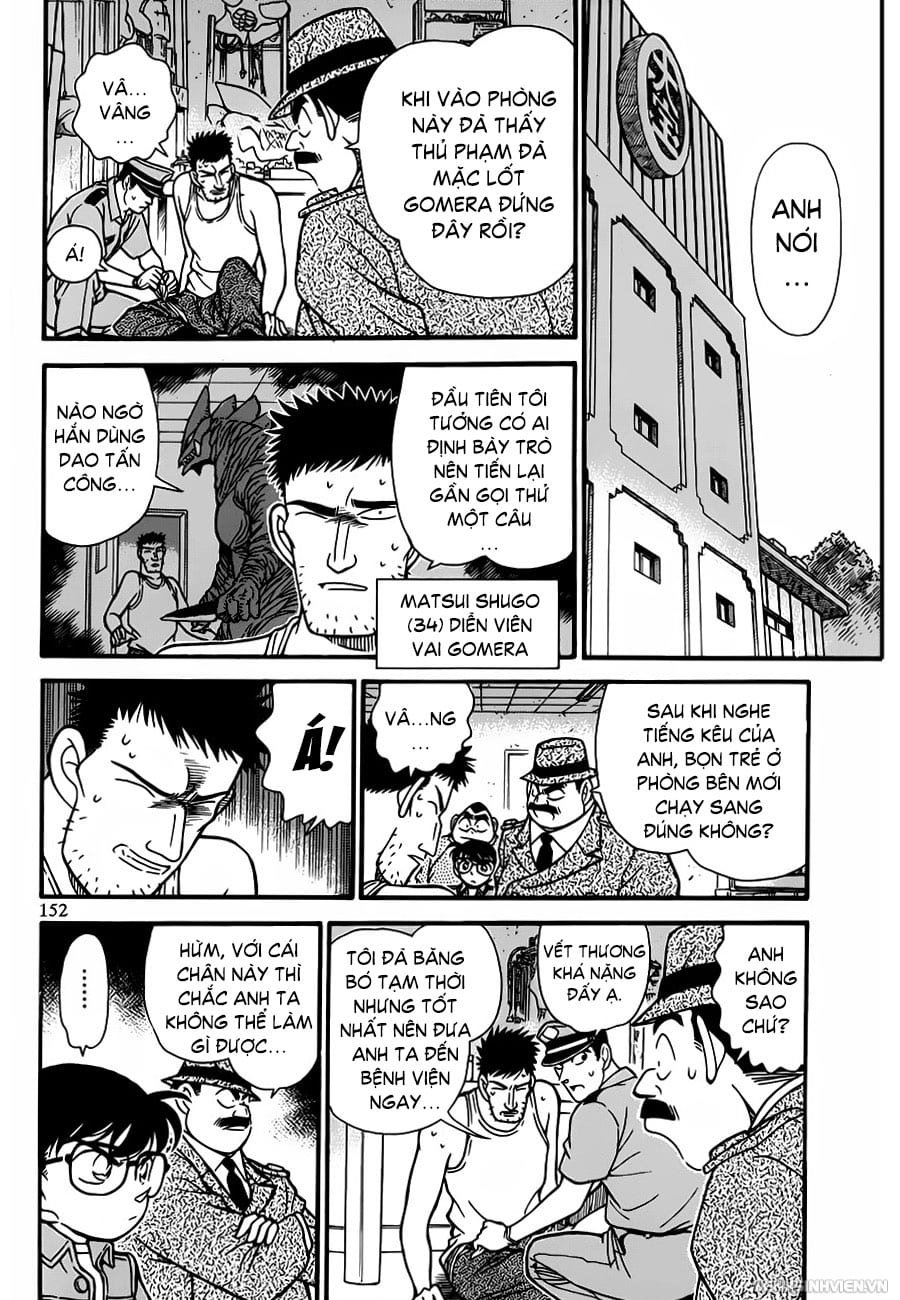 ANH
NÓI
...
KHI VÀO PHÒNG
NÀY ĐÃ THẤY
THỦ PHẠM ĐÃ
MẶC LỐT
GOMERA ĐỨNG
ĐÂY RỒI?
VÂ...
VÂNG
...
Á!
ĐẦU TIÊN TÔI
TƯỞNG CÓ AI
ĐỊNH BÀY TRÒ
NÊN TIẾN LẠI
GẦN GỌI THỬ
MỘT CÂU
...
NÀO NGỜ
HẮN DÙNG
DAO TẤN
CÔNG...
MATSUI SHUGO
(34) DIỄN VIÊN
VAI GOMERA
SAU KHI NGHE
TIẾNG KÊU CỦA
ANH, BỌN TRẺ Ở
PHÒNG BÊN MỚI
CHẠY SANG
ĐÚNG KHÔNG?
VÂ...NG
...
Á!
152
ANH
KHÔNG
SAO
CHỨ?
VẾT THƯƠNG
KHÁ NẶNG
ĐẤY Ạ.
TÔI ĐÃ BĂNG
BÓ TẠM THỜI
NHƯNG TỐT
NHẤT NÊN ĐƯA
ANH TA ĐẾN
BỆNH VIỆN
NGAY...
HỪM, VỚI CÁI
CHÂN NÀY THÌ
CHẮC ANH TA
KHÔNG THỂ LÀM
GÌ ĐƯỢC...
......